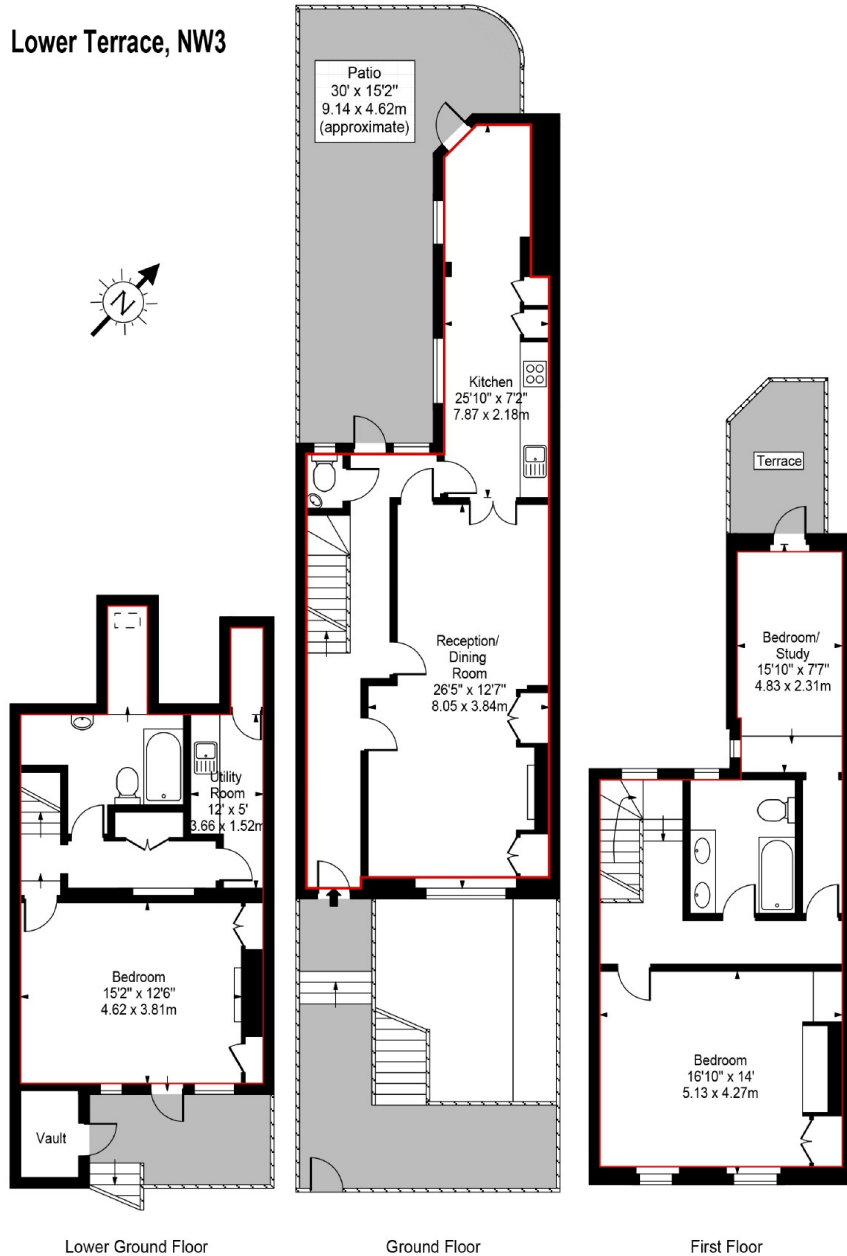 Lower Terrace, NW3
Patio
30' x 15'2"
9.14 x 4.62m
(approximate)
N
Kitchen
25'10" x 7'2"
7.87 x 2.18m
Terrace
Reception/
Dining
Room
26'5" x 12'7"
8.05 x 3.84m
Bedroom/
Study
15'10" x 7'7"
4.83 x 2.31m
Utility
Room
12' x 5'
3.66 x 1.52m
Bedroom
15'2" x 12'6"
4.62 x 3.81m
Bedroom
16'10" x 14'
5.13 x 4.27m
Vault
Lower Ground Floor
Ground Floor
First Floor